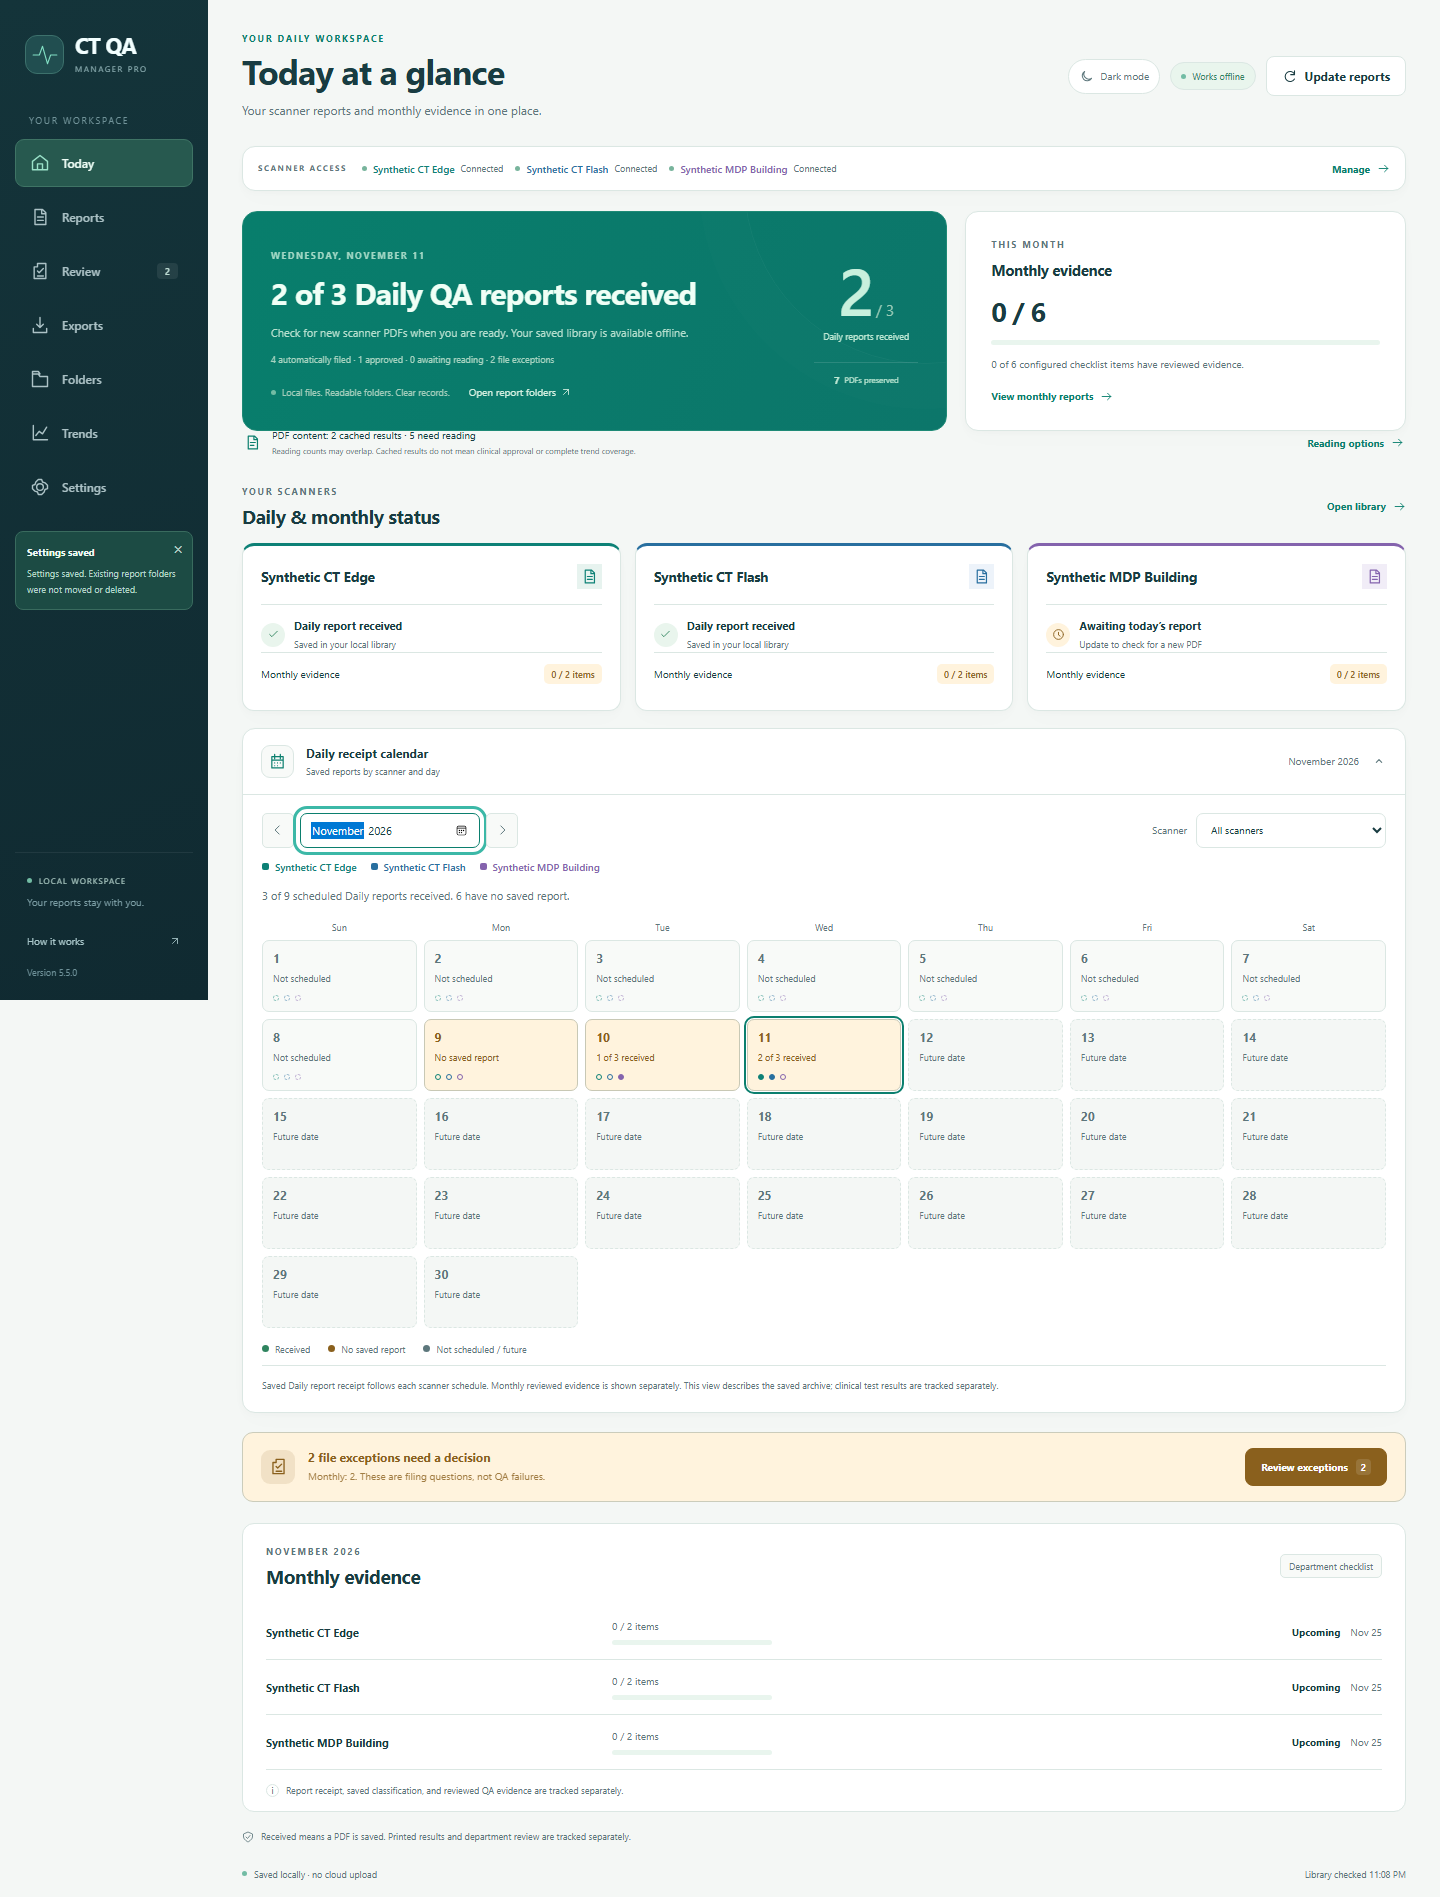 CT QA
MANAGER PRO
YOUR WORKSPACE
Today
Reports
Review 2
Exports
Folders
Trends
Settings
Settings saved
Settings saved. Existing report folders
were not moved or deleted.
LOCAL WORKSPACE
Your reports stay with you.
How it works
Version 5.5.0
YOUR DAILY WORKSPACE
Today at a glance
Your scanner reports and monthly evidence in one place.
Dark mode
Works offline
Update reports
SCANNER ACCESS Synthetic CT Edge Connected Synthetic CT Flash Connected Synthetic MDP Building Connected Manage
WEDNESDAY, NOVEMBER 11
2 of 3 Daily QA reports received
Check for new scanner PDFs when you are ready. Your saved library is available offline.
4 automatically filed · 1 approved · 0 awaiting reading · 2 file exceptions
Local files. Readable folders. Clear records. Open report folders
2 / 3
Daily reports received
7 PDFs preserved
THIS MONTH
Monthly evidence
0 / 6
0 of 6 configured checklist items have reviewed evidence.
View monthly reports
PDF content: 2 cached results · 5 need reading
Reading counts may overlap. Cached results do not mean clinical approval or complete trend coverage.
Reading options
YOUR SCANNERS
Daily & monthly status
Open library
Synthetic CT Edge
Daily report received
Saved in your local library
Monthly evidence 0 / 2 items
Synthetic CT Flash
Daily report received
Saved in your local library
Monthly evidence 0 / 2 items
Synthetic MDP Building
Awaiting today's report
Update to check for a new PDF
Monthly evidence 0 / 2 items
Daily receipt calendar
Saved reports by scanner and day
November 2026
November 2026
Scanner All scanners
Synthetic CT Edge Synthetic CT Flash Synthetic MDP Building
3 of 9 scheduled Daily reports received. 6 have no saved report.
Sun Mon Tue Wed Thu Fri Sat
1 2 3 4 5 6 7
Not scheduled Not scheduled Not scheduled Not scheduled Not scheduled Not scheduled Not scheduled
8 9 10 11 12 13 14
Not scheduled No saved report 1 of 3 received 2 of 3 received Future date Future date Future date
15 16 17 18 19 20 21
Future date Future date Future date Future date Future date Future date Future date
22 23 24 25 26 27 28
Future date Future date Future date Future date Future date Future date Future date
29 30
Future date Future date
Received No saved report Not scheduled / future
Saved Daily report receipt follows each scanner schedule. Monthly reviewed evidence is shown separately. This view describes the saved archive; clinical test results are tracked separately.
2 file exceptions need a decision
Monthly: 2. These are filing questions, not QA failures.
Review exceptions 2
NOVEMBER 2026
Monthly evidence
Department checklist
Synthetic CT Edge 0 / 2 items Upcoming Nov 25
Synthetic CT Flash 0 / 2 items Upcoming Nov 25
Synthetic MDP Building 0 / 2 items Upcoming Nov 25
Report receipt, saved classification, and reviewed QA evidence are tracked separately.
Received means a PDF is saved. Printed results and department review are tracked separately.
Saved locally · no cloud upload
Library checked 11:08 PM